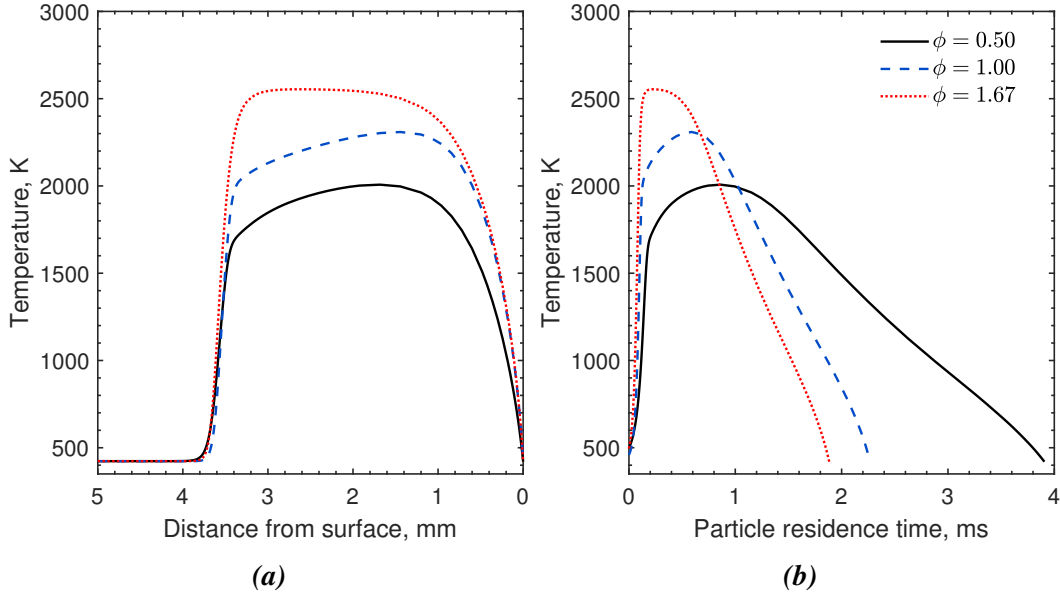 3000
2500
2000
1500
1000
500
Temperature, K
5
4
3
2
1
0
Distance from surface, mm
(a)
3000
2500
2000
1500
1000
500
Temperature, K
0
1
2
3
4
Particle residence time, ms
(b)
ϕ = 0.50
ϕ = 1.00
ϕ = 1.67